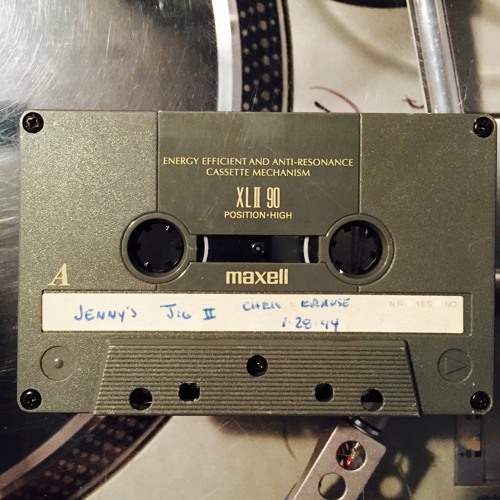 ENERGY EFFICIENT AND ANTI-RESONANCE
CASSETTE MECHANISM
XLII 90
POSITION•HIGH
maxell
A
JENNY'S JIG II CHRIS KRAUSE
1·28·94
N.R. YES NO